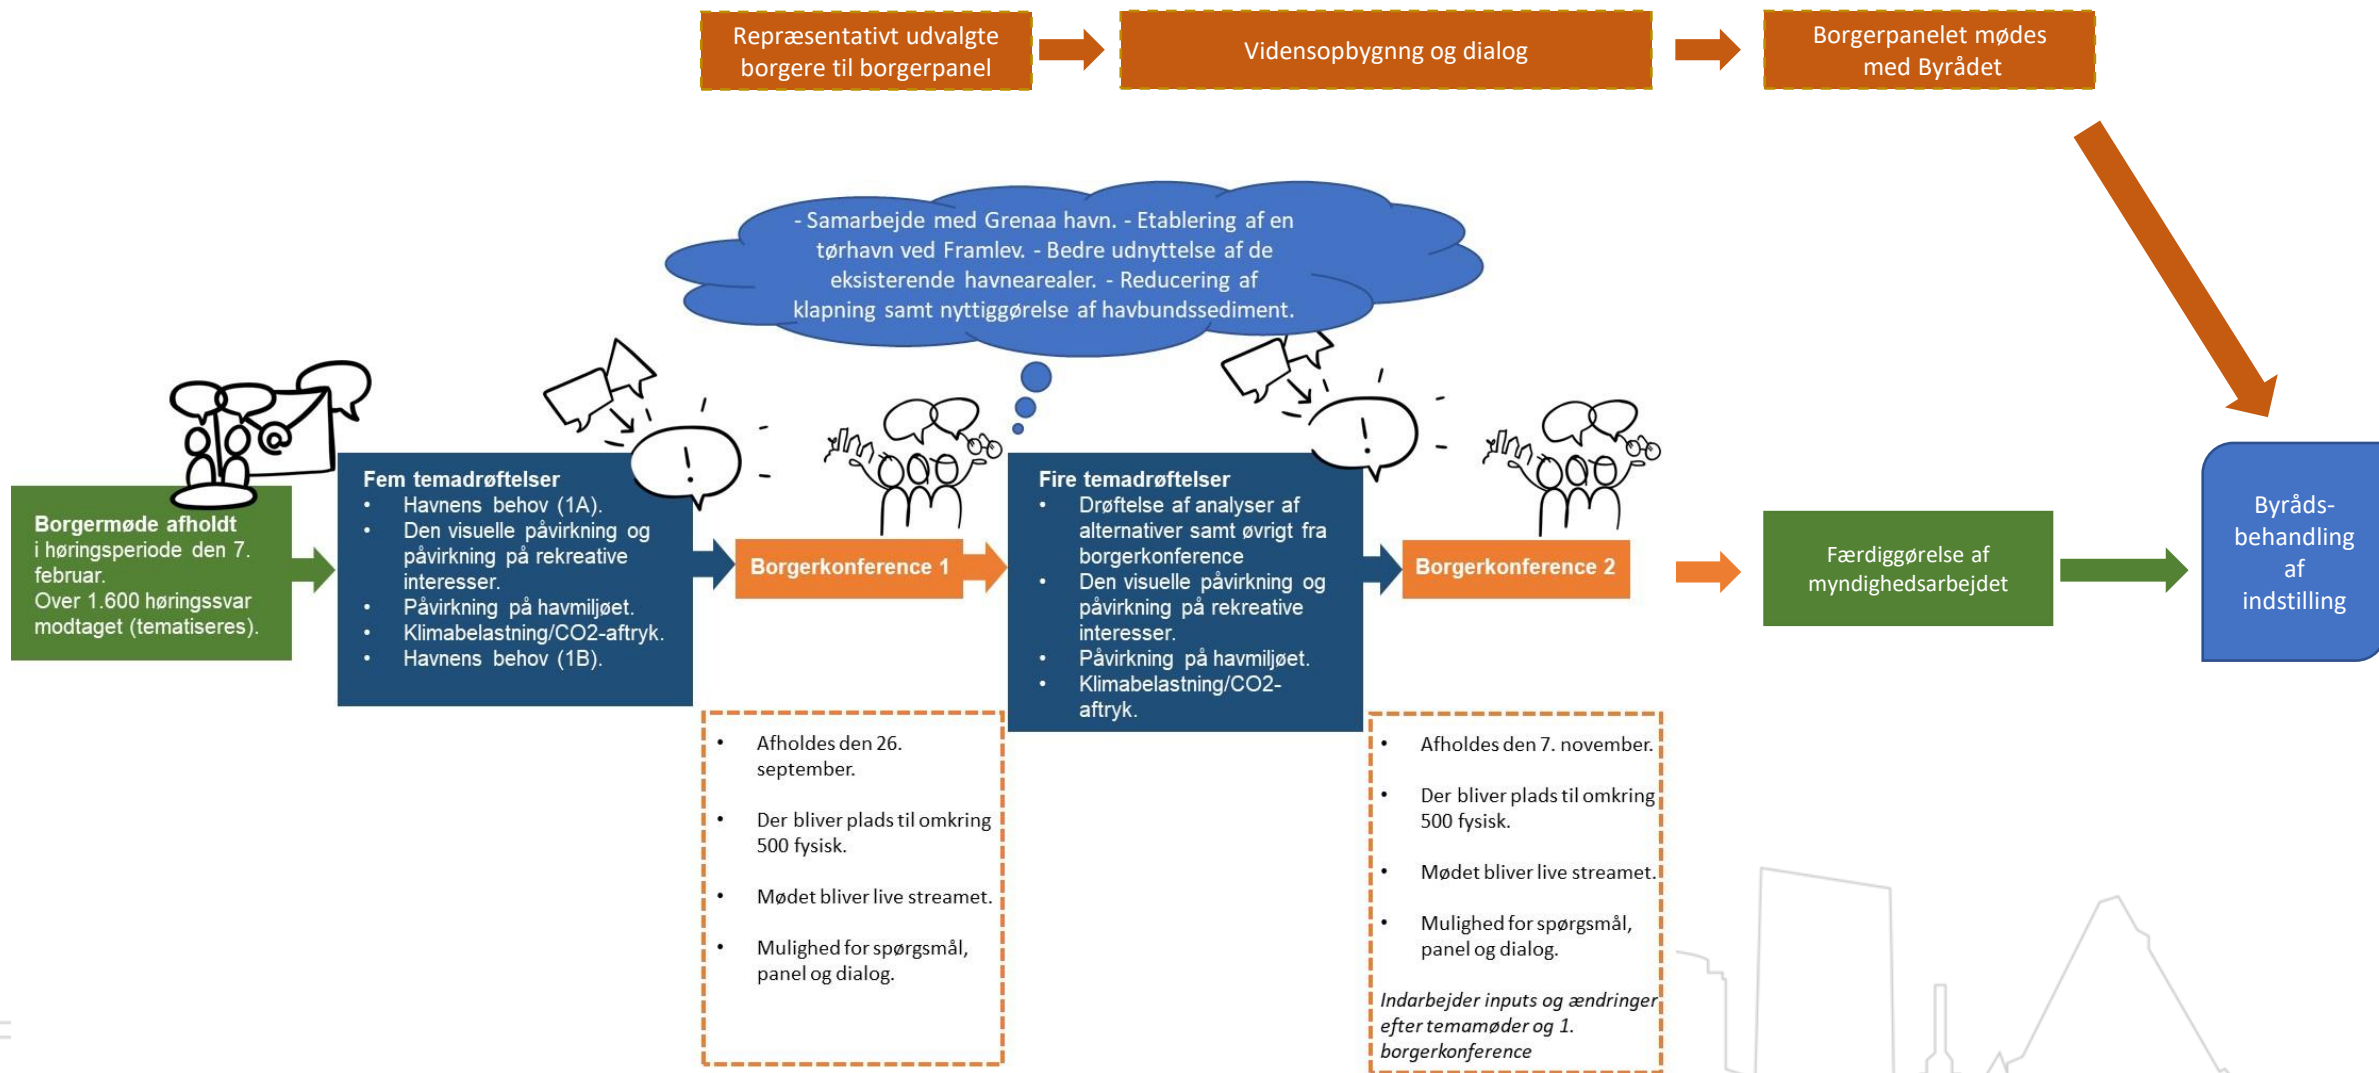 Repræsentativt udvalgte
borgere til borgerpanel
Vidensopbygnng og dialog
Borgerpanelet mødes
med Byrådet
- Samarbejde med Grenaa havn. - Etablering af en
tørhavn ved Framlev. - Bedre udnyttelse af de
eksisterende havnearealer. - Reducering af
klapning samt nyttiggørelse af havbundssediment.
Borgermøde afholdt
i høringsperiode den 7.
februar.
Over 1.600 høringssvar
modtaget (tematiseres).
Fem temadrøftelser
• Havnens behov (1A).
• Den visuelle påvirkning og
påvirkning på rekreative
interesser.
• Påvirkning på havmiljøet.
• Klimabelastning/CO2-aftryk.
• Havnens behov (1B).
Borgerkonference 1
• Afholdes den 26.
september.
• Der bliver plads til omkring
500 fysisk.
• Mødet bliver live streamet.
• Mulighed for spørgsmål,
panel og dialog.
Fire temadrøftelser
• Drøftelse af analyser af
alternativer samt øvrigt fra
borgerkonference
• Den visuelle påvirkning og
påvirkning på rekreative
interesser.
• Påvirkning på havmiljøet.
• Klimabelastning/CO2-
aftryk.
Borgerkonference 2
• Afholdes den 7. november.
• Der bliver plads til omkring
500 fysisk.
• Mødet bliver live streamet.
• Mulighed for spørgsmål,
panel og dialog.
Indarbejder inputs og ændringer
efter temamøder og 1.
borgerkonference
Færdiggørelse af
myndighedsarbejdet
Byråds-
behandling
af
indstilling